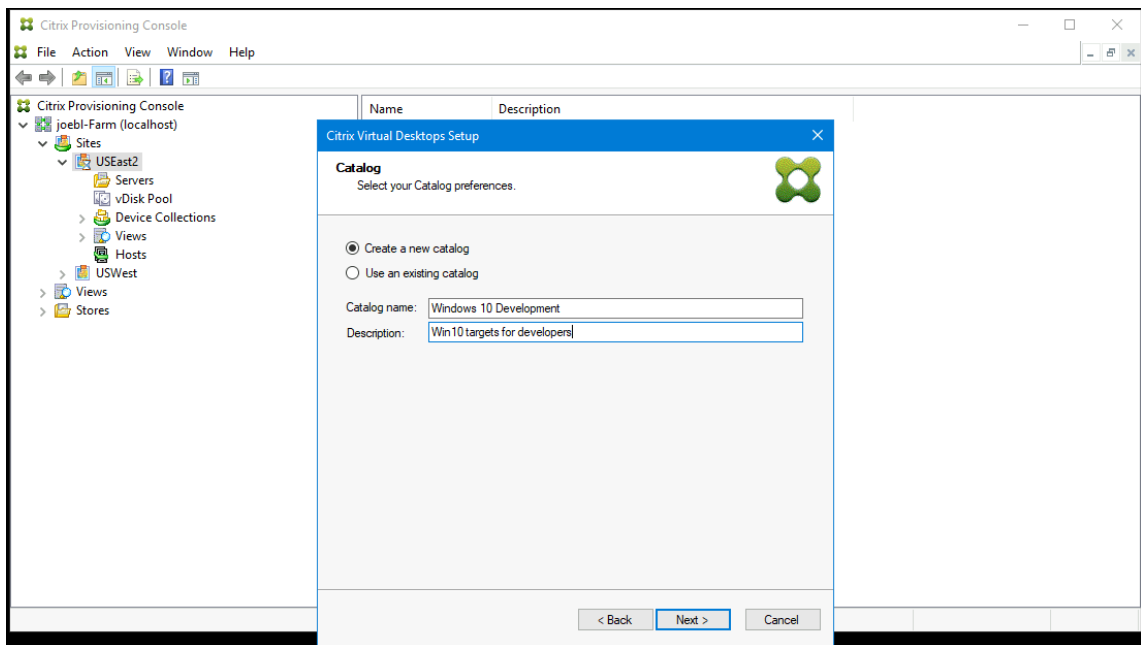 Citrix Provisioning Console
File Action View Window Help
Citrix Provisioning Console
joebl-Farm (localhost)
Sites
USEast2
Servers
vDisk Pool
Device Collections
Views
Hosts
USWest
Views
Stores
Name Description
Citrix Virtual Desktops Setup
Catalog
Select your Catalog preferences.
Create a new catalog
Use an existing catalog
Catalog name: Windows 10 Development
Description: Win10 targets for developers
< Back Next > Cancel